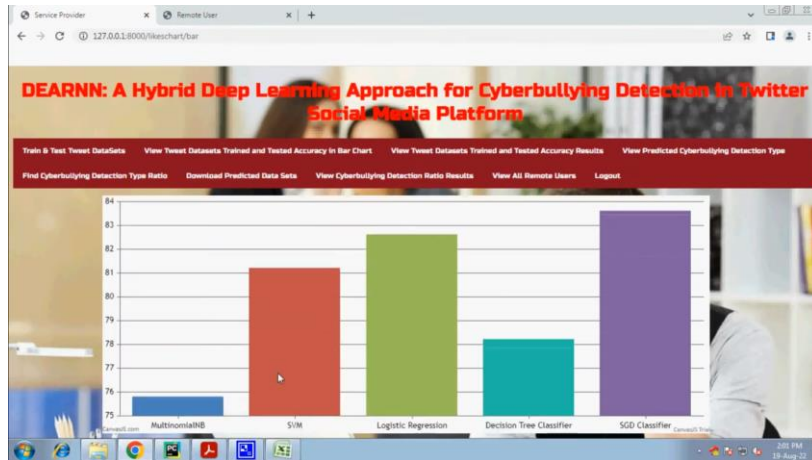 Service Provider
Remote User
127.0.0.1:8000/likeschart/bar
DEARNN: A Hybrid Deep Learning Approach for Cyberbullying Detection in Twitter
Social Media Platform
Train & Test Tweet DataSets View Tweet Datasets Trained and Tested Accuracy in Bar Chart View Tweet Datasets Trained and Tested Accuracy Results View Predicted Cyberbullying Detection Type
Find Cyberbullying Detection Type Ratio Download Predicted Data Sets View Cyberbullying Detection Ratio Results View All Remote Users Logout
84
83
82
81
80
79
78
77
76
75
MultinomialNB SVM Logistic Regression Decision Tree Classifier SGD Classifier
CanvasJS.com
CanvasJS Trial
2:01 PM
19-Aug-22